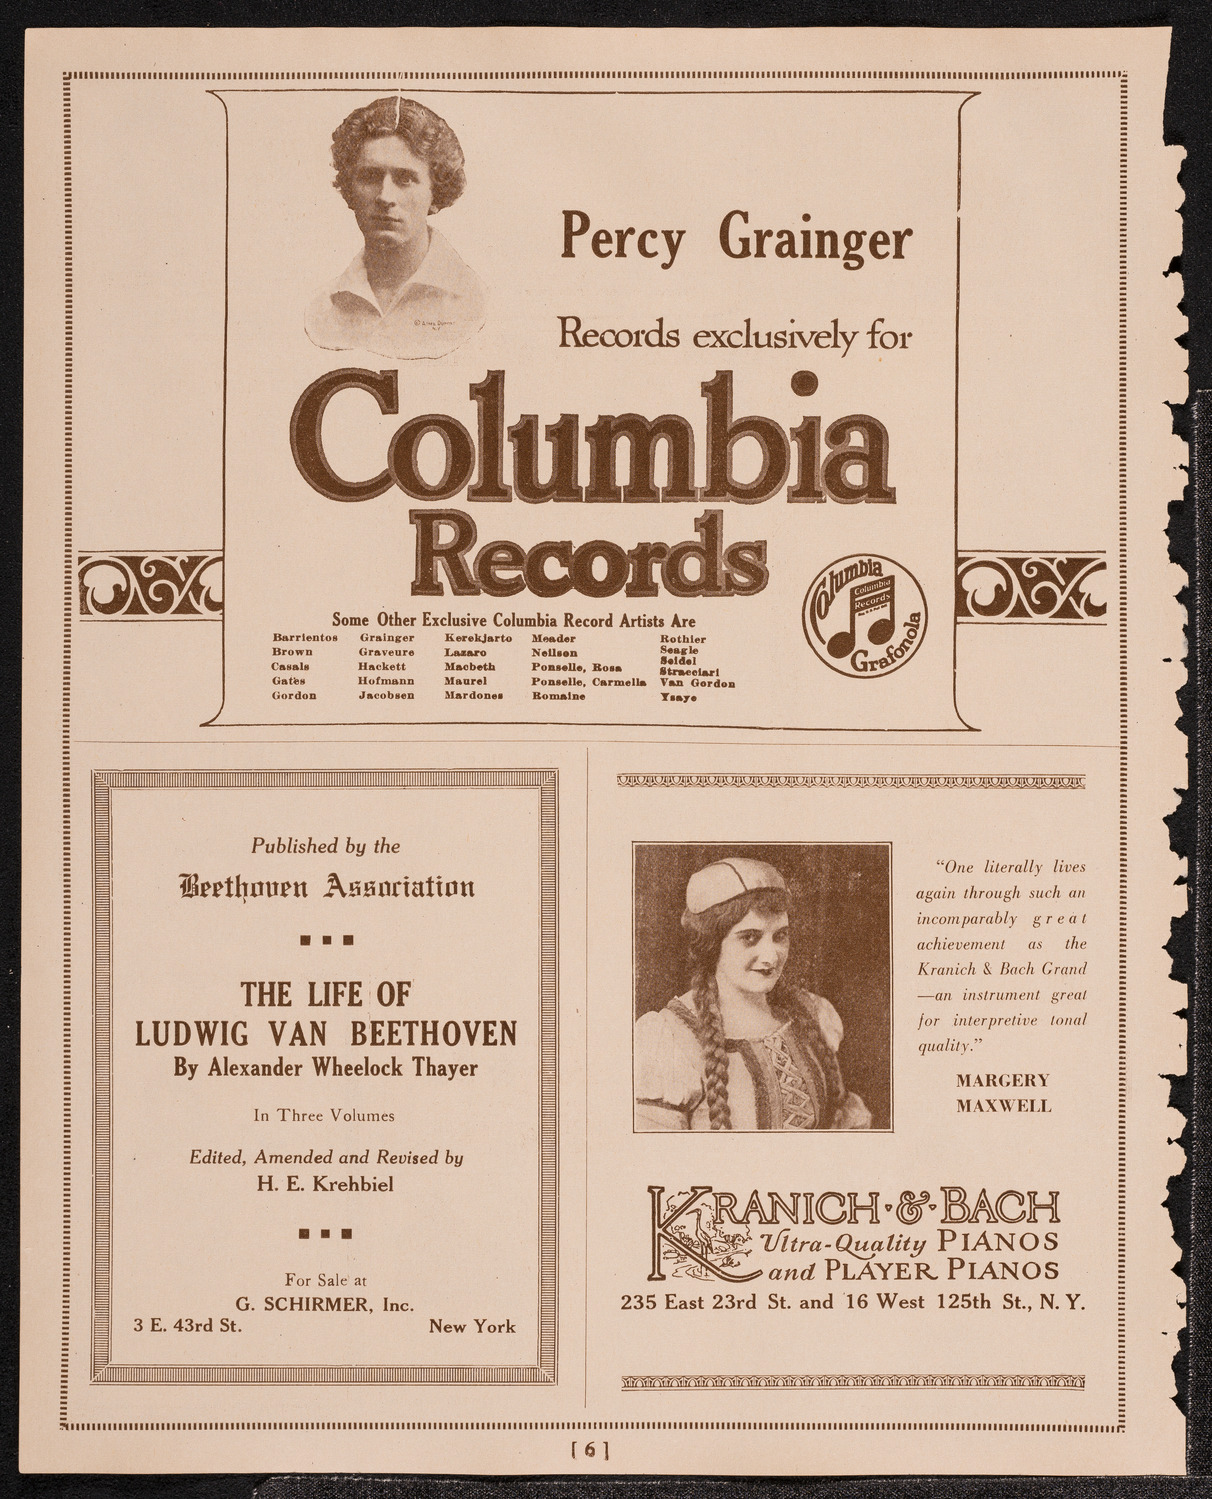 © Aimé Dupont
N.Y.
Percy Grainger
Records exclusively for
Columbia
Records
Columbia
Columbia
Records
Grafonola
Some Other Exclusive Columbia Record Artists Are
Barrientos Grainger Kerekjarto Meader Rothier
Brown Graveure Lazaro Neilson Seagle
Casals Hackett Macbeth Ponselle, Rosa Seidel
Gates Hofmann Maurel Ponselle, Carmella Stracciari
Gordon Jacobsen Mardones Romaine Van Gordon
Ysaye
Published by the
Beethoven Association
THE LIFE OF
LUDWIG VAN BEETHOVEN
By Alexander Wheelock Thayer
In Three Volumes
Edited, Amended and Revised by
H. E. Krehbiel
For Sale at
G. SCHIRMER, Inc.
3 E. 43rd St. New York
“One literally lives
again through such an
incomparably great
achievement as the
Kranich & Bach Grand
—an instrument great
for interpretive tonal
quality.”
MARGERY
MAXWELL
KRANICH·&·BACH
Ultra-Quality PIANOS
and PLAYER PIANOS
235 East 23rd St. and 16 West 125th St., N. Y.
[ 6 ]